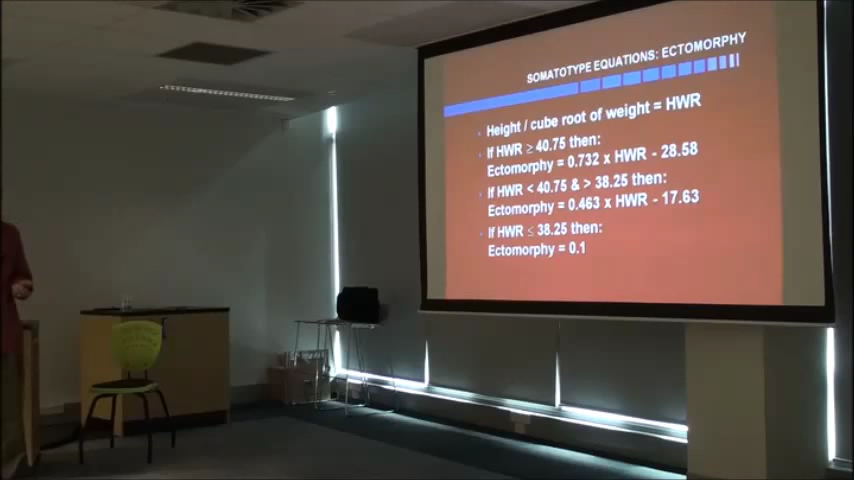 SOMATOTYPE EQUATIONS: ECTOMORPHY
Height / cube root of weight = HWR
If HWR ≥ 40.75 then:
Ectomorphy = 0.732 x HWR - 28.58
If HWR < 40.75 & > 38.25 then:
Ectomorphy = 0.463 x HWR - 17.63
If HWR ≤ 38.25 then:
Ectomorphy = 0.1